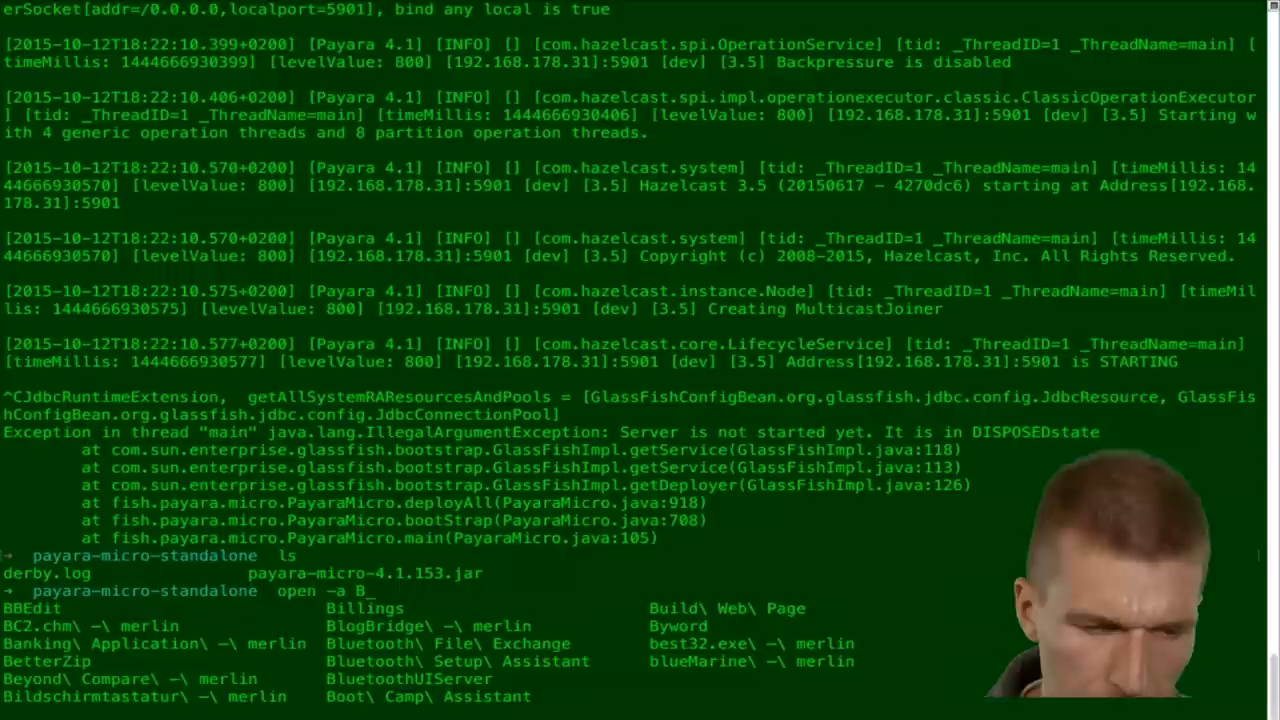 erSocket[addr=/0.0.0.0,localport=5901], bind any local is true
[2015-10-12T18:22:10.399+0200] [Payara 4.1] [INFO] [] [com.hazelcast.spi.OperationService] [tid: _ThreadID=1 _ThreadName=main] [
timeMillis: 1444666930399] [levelValue: 800] [192.168.178.31]:5901 [dev] [3.5] Backpressure is disabled
[2015-10-12T18:22:10.406+0200] [Payara 4.1] [INFO] [] [com.hazelcast.spi.impl.operationexecutor.classic.ClassicOperationExecutor
] [tid: _ThreadID=1 _ThreadName=main] [timeMillis: 1444666930406] [levelValue: 800] [192.168.178.31]:5901 [dev] [3.5] Starting w
ith 4 generic operation threads and 8 partition operation threads.
[2015-10-12T18:22:10.570+0200] [Payara 4.1] [INFO] [] [com.hazelcast.system] [tid: _ThreadID=1 _ThreadName=main] [timeMillis: 14
44666930570] [levelValue: 800] [192.168.178.31]:5901 [dev] [3.5] Hazelcast 3.5 (20150617 - 4270dc6) starting at Address[192.168.
178.31]:5901
[2015-10-12T18:22:10.570+0200] [Payara 4.1] [INFO] [] [com.hazelcast.system] [tid: _ThreadID=1 _ThreadName=main] [timeMillis: 14
44666930570] [levelValue: 800] [192.168.178.31]:5901 [dev] [3.5] Copyright (c) 2008-2015, Hazelcast, Inc. All Rights Reserved.
[2015-10-12T18:22:10.575+0200] [Payara 4.1] [INFO] [] [com.hazelcast.instance.Node] [tid: _ThreadID=1 _ThreadName=main] [timeMil
lis: 1444666930575] [levelValue: 800] [192.168.178.31]:5901 [dev] [3.5] Creating MulticastJoiner
[2015-10-12T18:22:10.577+0200] [Payara 4.1] [INFO] [] [com.hazelcast.core.LifecycleService] [tid: _ThreadID=1 _ThreadName=main]
[timeMillis: 1444666930577] [levelValue: 800] [192.168.178.31]:5901 [dev] [3.5] Address[192.168.178.31]:5901 is STARTING
^CJdbcRuntimeExtension,  getAllSystemRAResourcesAndPools = [GlassFishConfigBean.org.glassfish.jdbc.config.JdbcResource, GlassFis
hConfigBean.org.glassfish.jdbc.config.JdbcConnectionPool]
Exception in thread "main" java.lang.IllegalArgumentException: Server is not started yet. It is in DISPOSEDstate
at com.sun.enterprise.glassfish.bootstrap.GlassFishImpl.getService(GlassFishImpl.java:118)
at com.sun.enterprise.glassfish.bootstrap.GlassFishImpl.getService(GlassFishImpl.java:113)
at com.sun.enterprise.glassfish.bootstrap.GlassFishImpl.getDeployer(GlassFishImpl.java:126)
at fish.payara.micro.PayaraMicro.deployAll(PayaraMicro.java:918)
at fish.payara.micro.PayaraMicro.bootStrap(PayaraMicro.java:708)
at fish.payara.micro.PayaraMicro.main(PayaraMicro.java:105)
→ payara-micro-standalone ls
derby.log payara-micro-4.1.153.jar
→ payara-micro-standalone open -a B_
BBEdit Billings Build\ Web\ Page
BC2.chm\ -\ merlin BlogBridge\ -\ merlin Byword
Banking\ Application\ -\ merlin Bluetooth\ File\ Exchange best32.exe\ -\ merlin
BetterZip Bluetooth\ Setup\ Assistant blueMarine\ -\ merlin
Beyond\ Compare\ -\ merlin BluetoothUIServer
Bildschirmtastatur\ -\ merlin Boot\ Camp\ Assistant